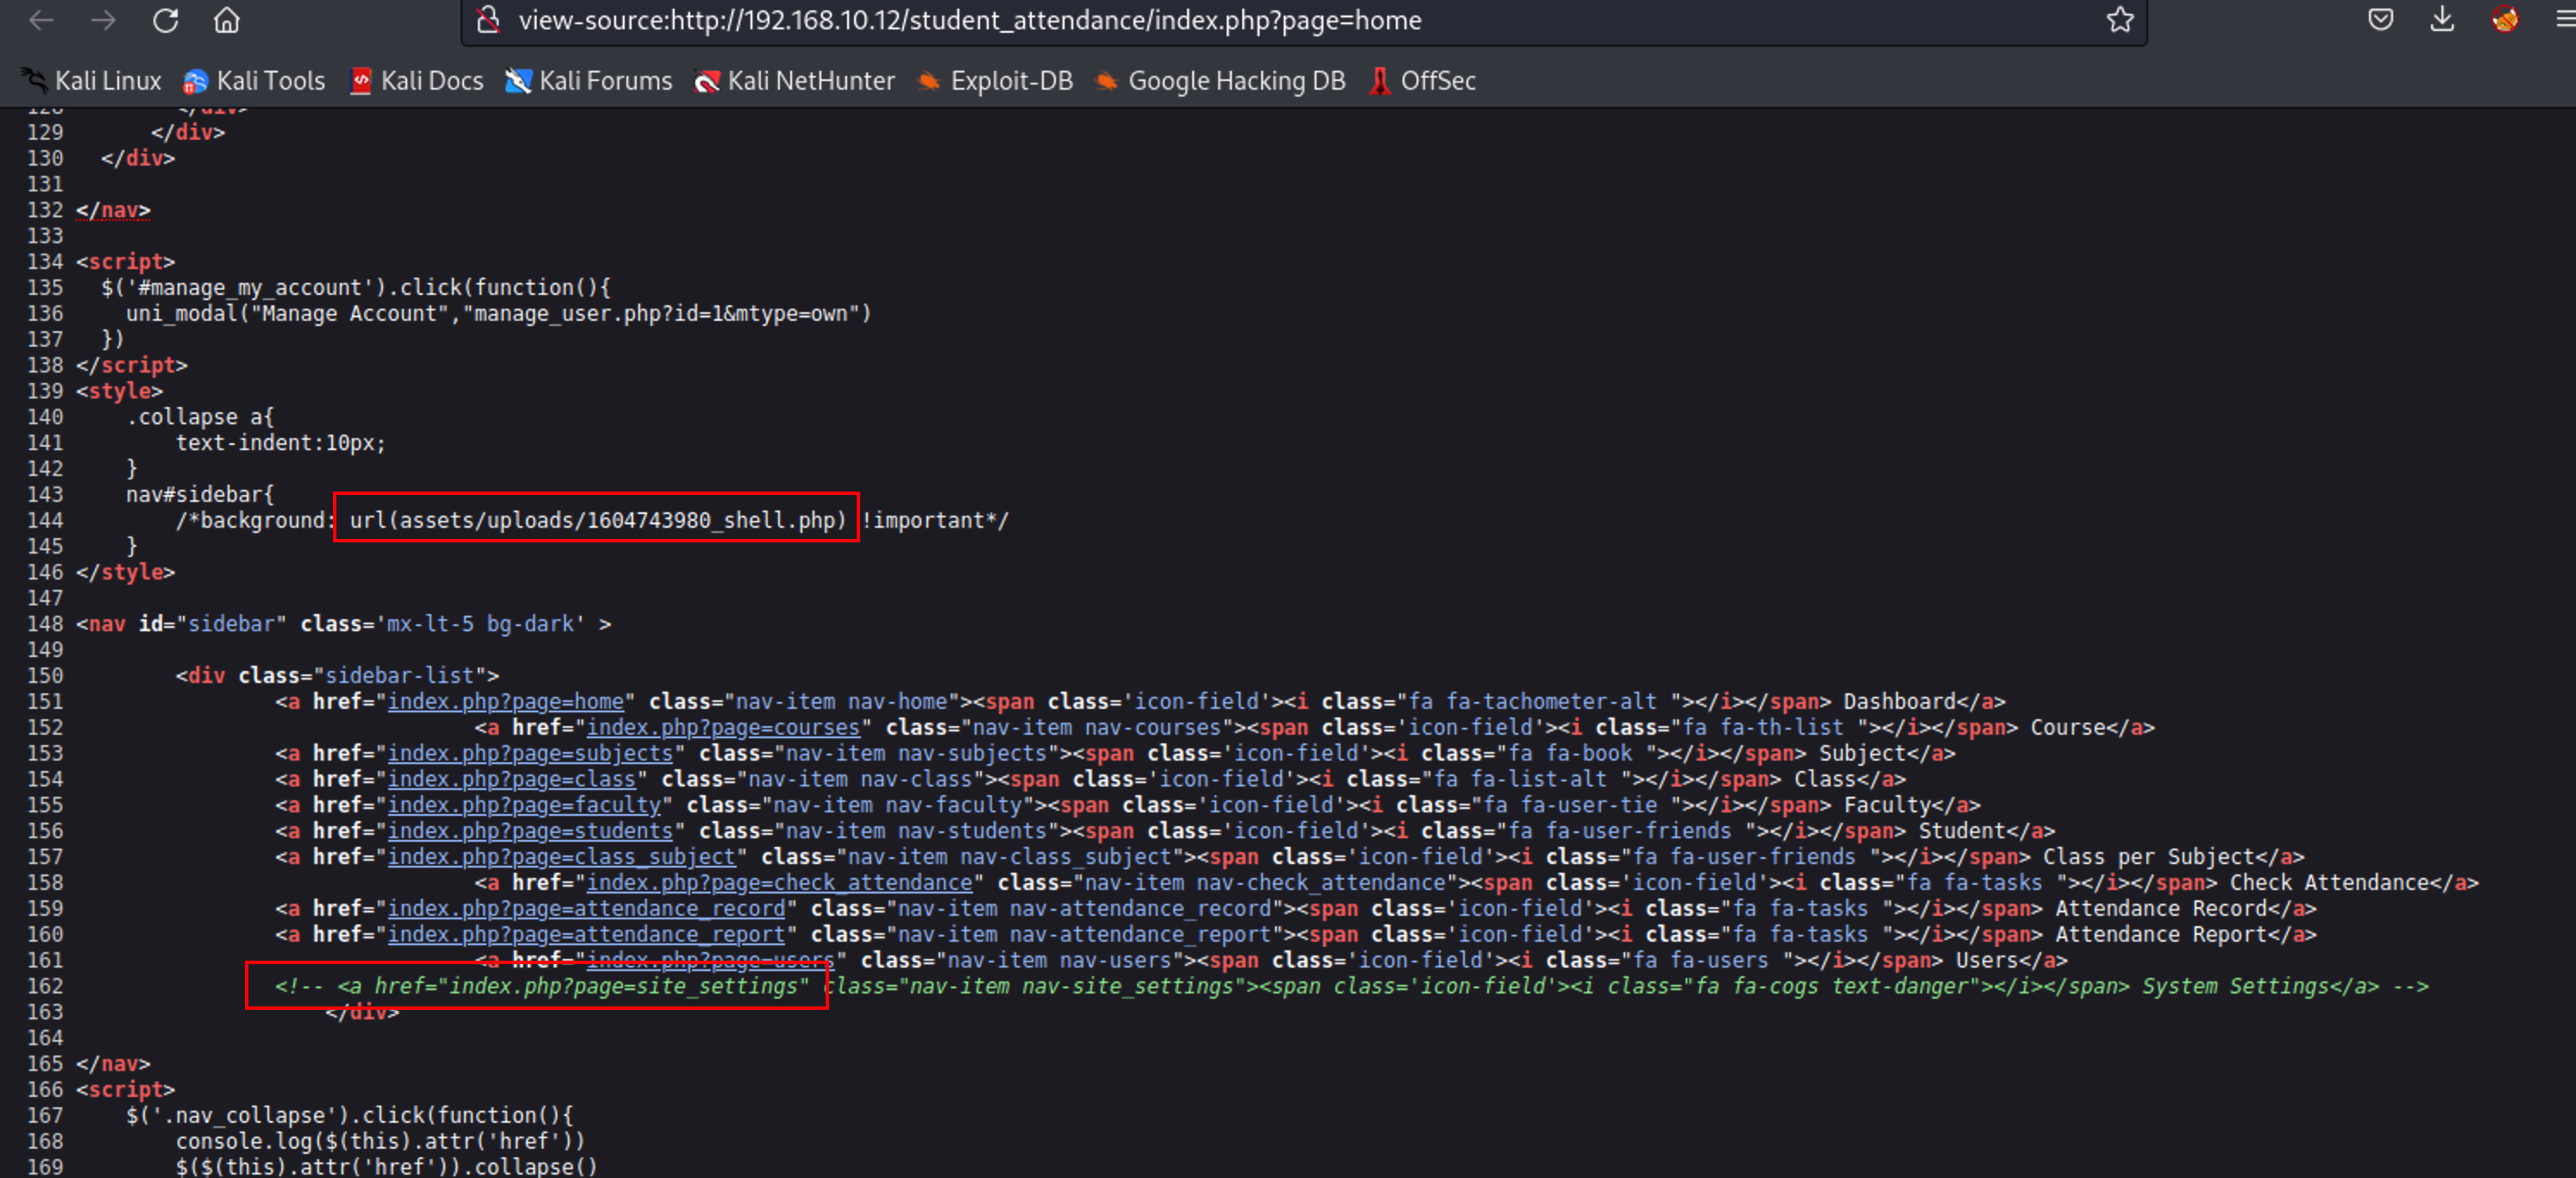 view-source:http://192.168.10.12/student_attendance/index.php?page=home
Kali Linux Kali Tools Kali Docs Kali Forums Kali NetHunter Exploit-DB Google Hacking DB OffSec
128 </div>
129 </div>
130 </div>
131
132 </nav>
133
134 <script>
135 $('#manage_my_account').click(function(){
136 uni_modal("Manage Account","manage_user.php?id=1&mtype=own")
137 })
138 </script>
139 <style>
140 .collapse a{
141 text-indent:10px;
142 }
143 nav#sidebar{
144 /*background: url(assets/uploads/1604743980_shell.php) !important*/
145 }
146 </style>
147
148 <nav id="sidebar" class='mx-lt-5 bg-dark' >
149
150 <div class="sidebar-list">
151 <a href="index.php?page=home" class="nav-item nav-home"><span class='icon-field'><i class="fa fa-tachometer-alt "></i></span> Dashboard</a>
152 <a href="index.php?page=courses" class="nav-item nav-courses"><span class='icon-field'><i class="fa fa-th-list "></i></span> Course</a>
153 <a href="index.php?page=subjects" class="nav-item nav-subjects"><span class='icon-field'><i class="fa fa-book "></i></span> Subject</a>
154 <a href="index.php?page=class" class="nav-item nav-class"><span class='icon-field'><i class="fa fa-list-alt "></i></span> Class</a>
155 <a href="index.php?page=faculty" class="nav-item nav-faculty"><span class='icon-field'><i class="fa fa-user-tie "></i></span> Faculty</a>
156 <a href="index.php?page=students" class="nav-item nav-students"><span class='icon-field'><i class="fa fa-user-friends "></i></span> Student</a>
157 <a href="index.php?page=class_subject" class="nav-item nav-class_subject"><span class='icon-field'><i class="fa fa-user-friends "></i></span> Class per Subject</a>
158 <a href="index.php?page=check_attendance" class="nav-item nav-check_attendance"><span class='icon-field'><i class="fa fa-tasks "></i></span> Check Attendance</a>
159 <a href="index.php?page=attendance_record" class="nav-item nav-attendance_record"><span class='icon-field'><i class="fa fa-tasks "></i></span> Attendance Record</a>
160 <a href="index.php?page=attendance_report" class="nav-item nav-attendance_report"><span class='icon-field'><i class="fa fa-tasks "></i></span> Attendance Report</a>
161 <a href="index.php?page=users" class="nav-item nav-users"><span class='icon-field'><i class="fa fa-users "></i></span> Users</a>
162 <!-- <a href="index.php?page=site_settings" class="nav-item nav-site_settings"><span class='icon-field'><i class="fa fa-cogs text-danger"></i></span> System Settings</a> -->
163 </div>
164
165 </nav>
166 <script>
167 $('.nav_collapse').click(function(){
168 console.log($(this).attr('href'))
169 $($(this).attr('href')).collapse()